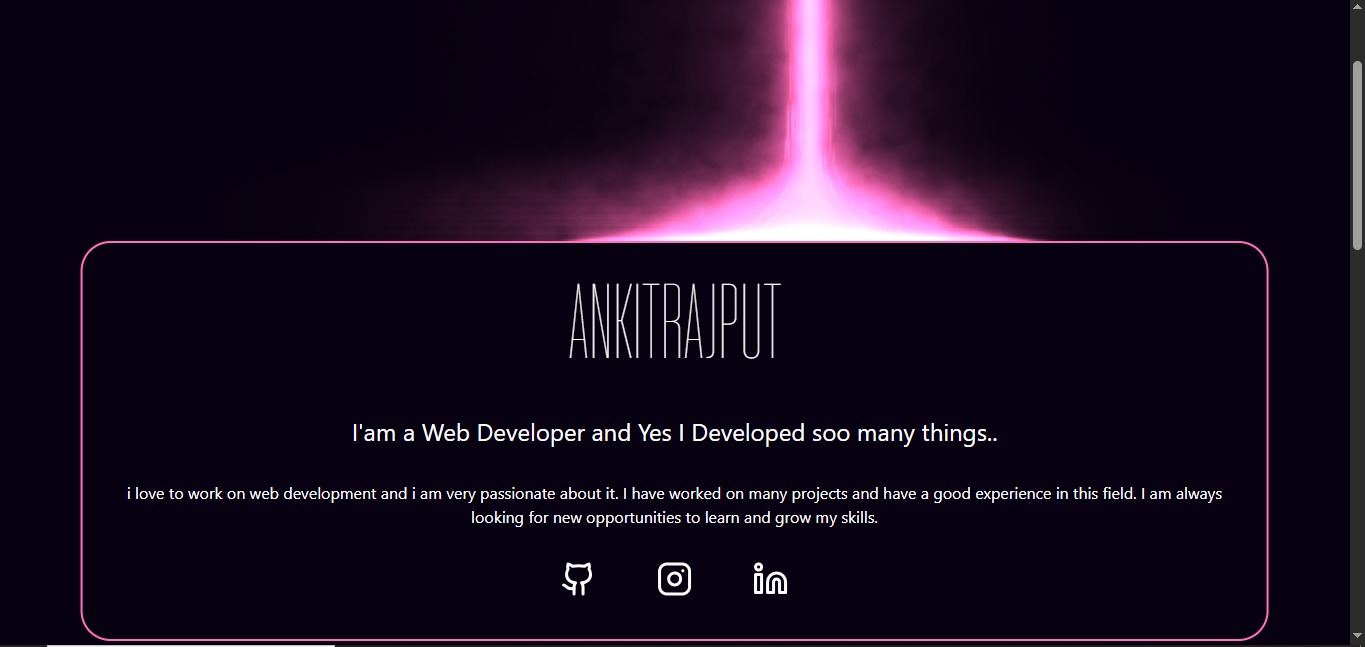 ANKITRAJPUT
I'am a Web Developer and Yes I Developed soo many things..
i love to work on web development and i am very passionate about it. I have worked on many projects and have a good experience in this field. I am always
looking for new opportunities to learn and grow my skills.